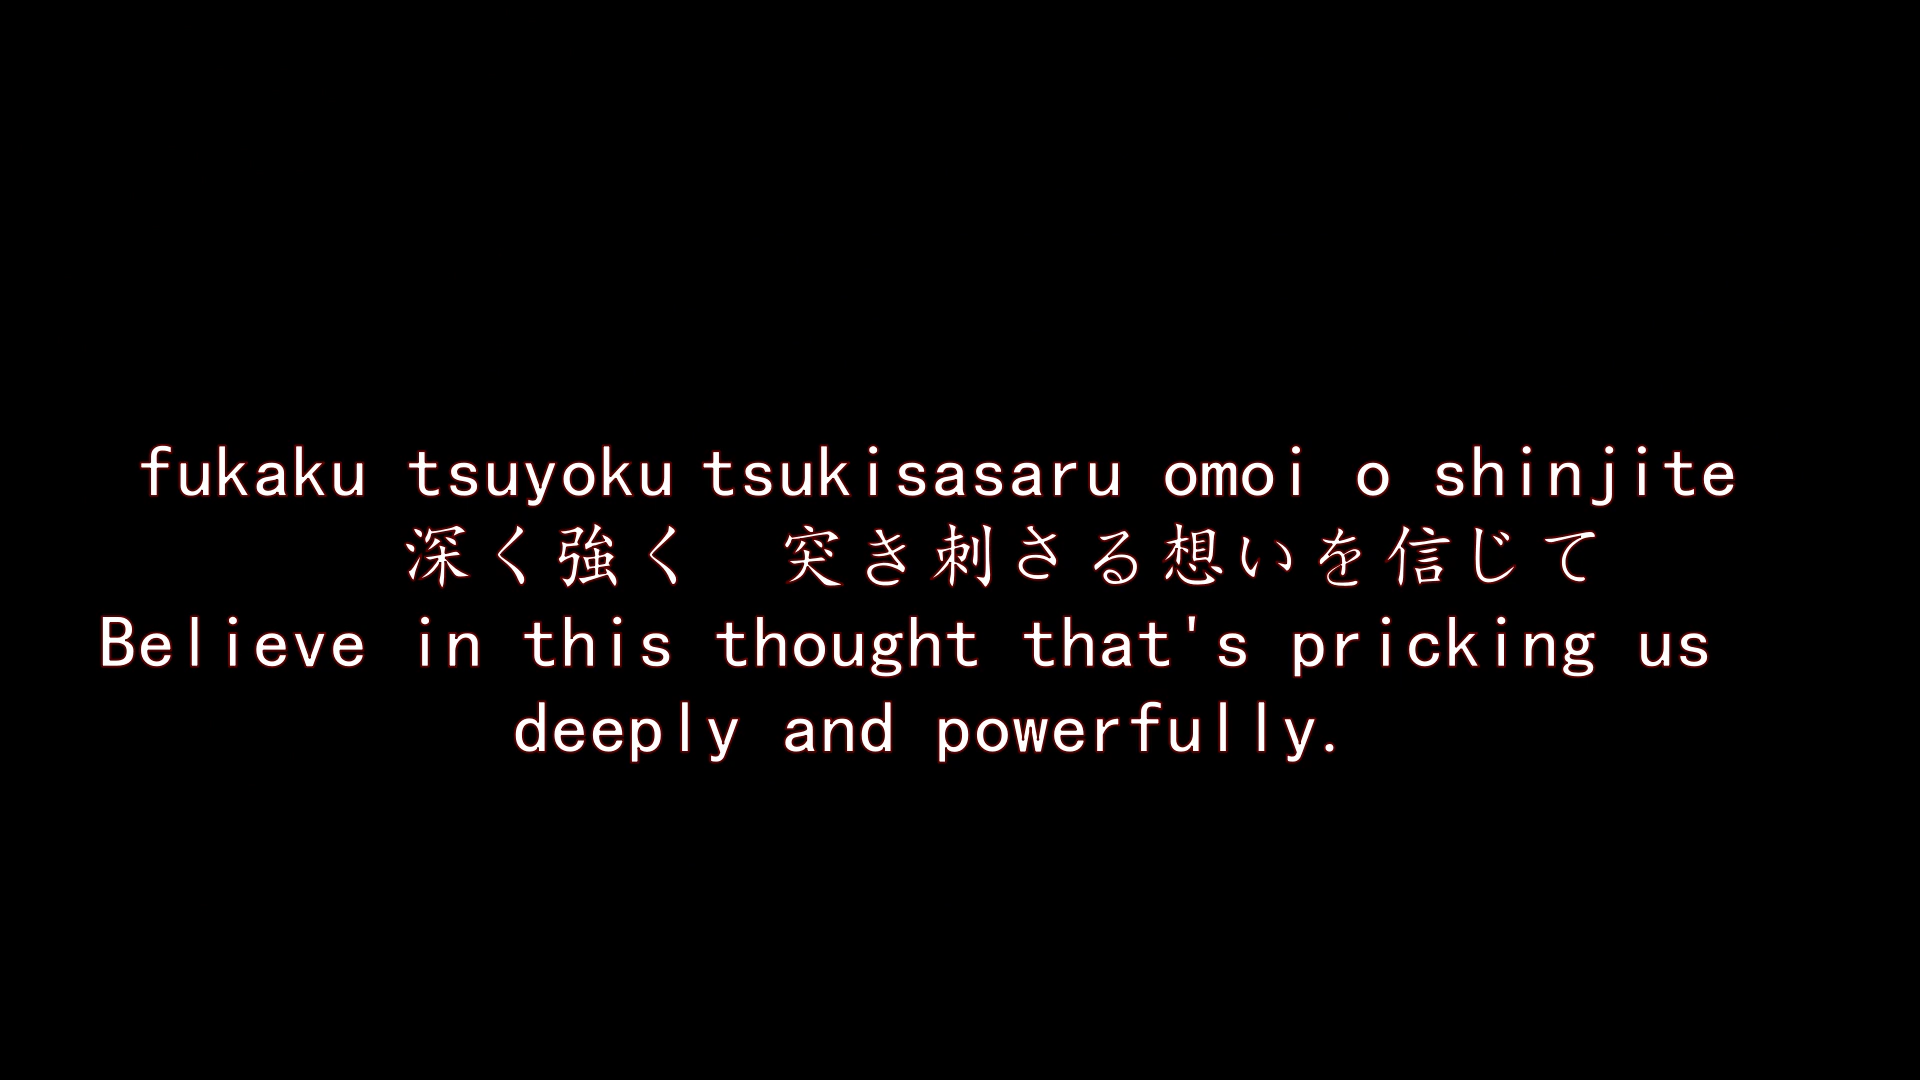 fukaku tsuyoku tsukisasaru omoi o shinjite
深く強く　突き刺さる想いを信じて
Believe in this thought that's pricking us
deeply and powerfully.